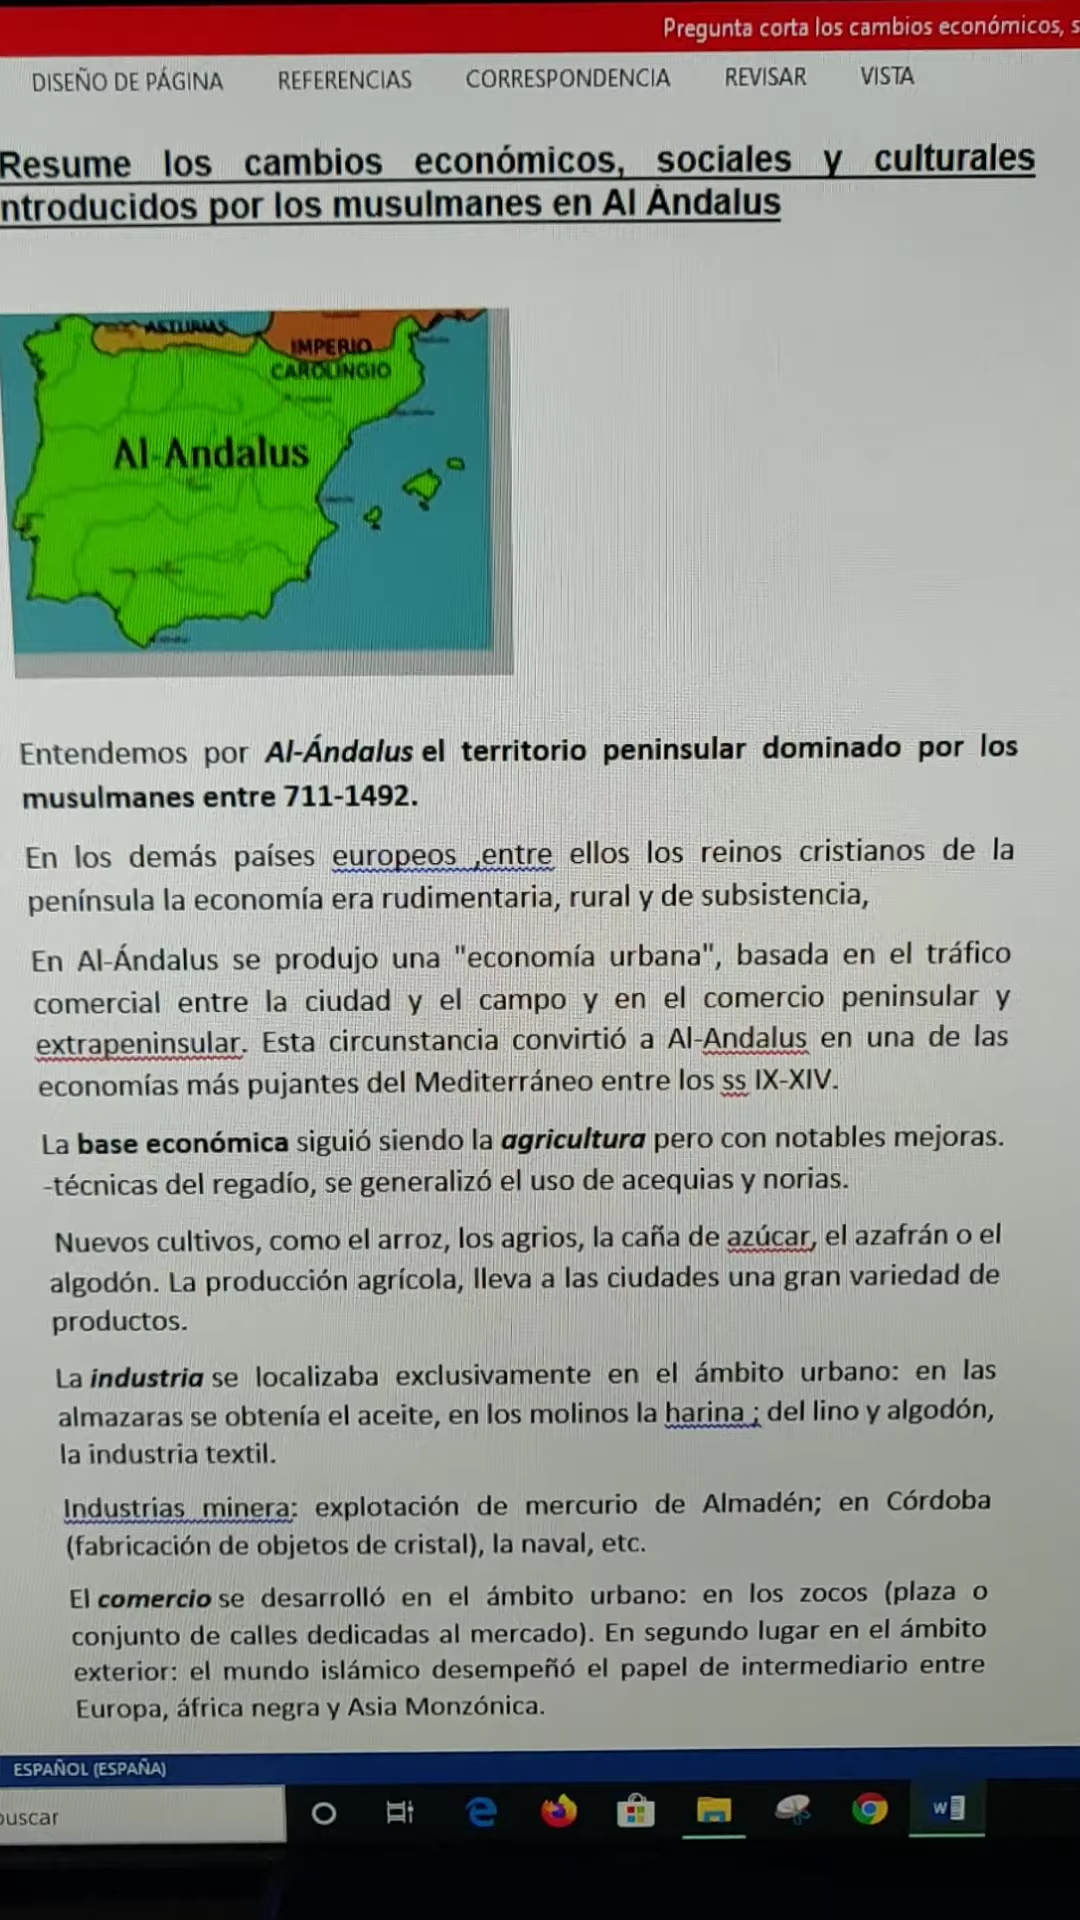 Pregunta corta los cambios económicos, s
DISEÑO DE PÁGINA REFERENCIAS CORRESPONDENCIA REVISAR VISTA
Resume los cambios económicos, sociales y culturales
ntroducidos por los musulmanes en Al Ándalus
ASTURIAS
IMPERIO
CAROLINGIO
Al-Andalus
Entendemos por Al-Ándalus el territorio peninsular dominado por los
musulmanes entre 711-1492.
En los demás países europeos ,entre ellos los reinos cristianos de la
península la economía era rudimentaria, rural y de subsistencia,
En Al-Ándalus se produjo una "economía urbana", basada en el tráfico
comercial entre la ciudad y el campo y en el comercio peninsular y
extrapeninsular. Esta circunstancia convirtió a Al-Andalus en una de las
economías más pujantes del Mediterráneo entre los ss IX-XIV.
La base económica siguió siendo la agricultura pero con notables mejoras.
-técnicas del regadío, se generalizó el uso de acequias y norias.
Nuevos cultivos, como el arroz, los agrios, la caña de azúcar, el azafrán o el
algodón. La producción agrícola, lleva a las ciudades una gran variedad de
productos.
La industria se localizaba exclusivamente en el ámbito urbano: en las
almazaras se obtenía el aceite, en los molinos la harina ; del lino y algodón,
la industria textil.
Industrias minera: explotación de mercurio de Almadén; en Córdoba
(fabricación de objetos de cristal), la naval, etc.
El comercio se desarrolló en el ámbito urbano: en los zocos (plaza o
conjunto de calles dedicadas al mercado). En segundo lugar en el ámbito
exterior: el mundo islámico desempeñó el papel de intermediario entre
Europa, áfrica negra y Asia Monzónica.
ESPAÑOL (ESPAÑA)
buscar